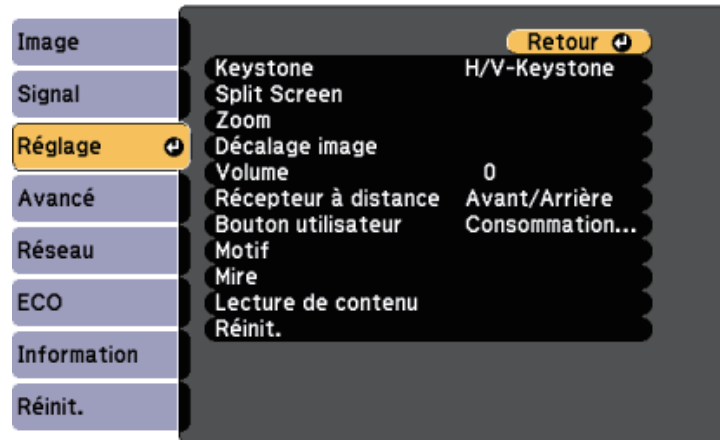 Image
Signal
Réglage
Avancé
Réseau
ECO
Information
Réinit.
Retour
Keystone H/V-Keystone
Split Screen
Zoom
Décalage image
Volume 0
Récepteur à distance Avant/Arrière
Bouton utilisateur Consommation...
Motif
Mire
Lecture de contenu
Réinit.